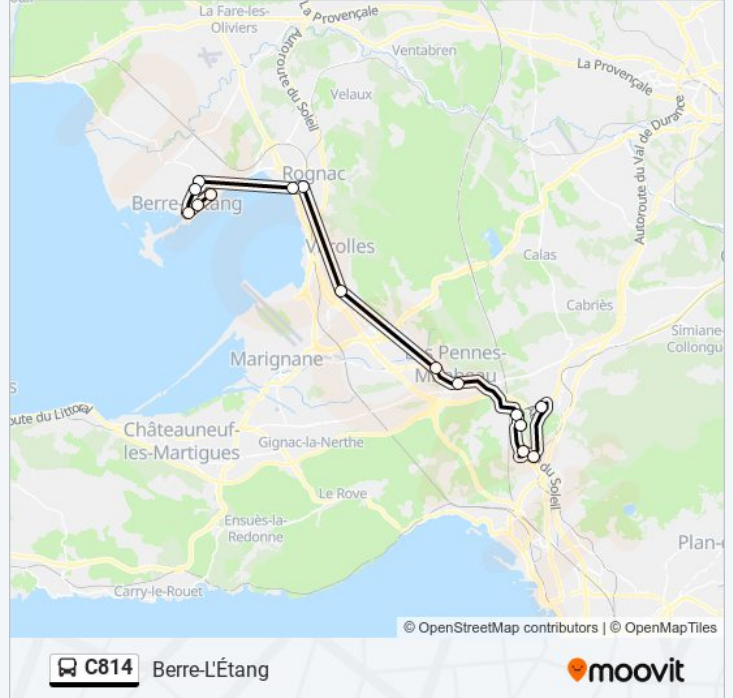 La Fare-les-
Oliviers
La Provençale
Autoroute du Soleil
Ventabren
La Provençale
Velaux
Autoroute du Val de Durance
Rognac
Berre-l'Étang
Vitrolles
Calas
Cabriès
Simiane-
Collongu
Marignane
Les Pennes-
Mirabeau
s
oute du Littoral
Châteauneuf-
les-Martigues
Gignac-la-Nerthe
du Soleil
Le Rove
Ensuès-la-
Redonne
Plan-
Carry-le-Rouet
© OpenStreetMap contributors | © OpenMapTiles
C814 Berre-L'Étang
moovit